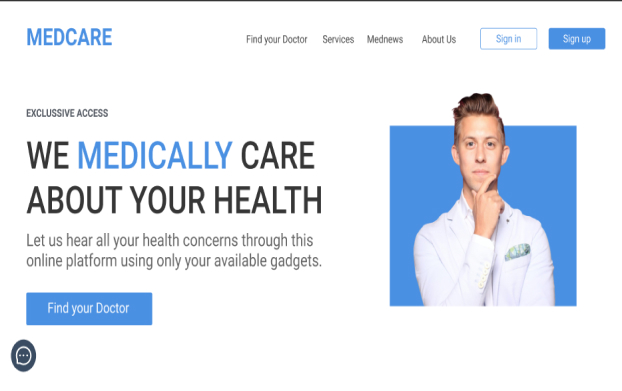 MEDCARE
Find your Doctor Services Mednews About Us Sign in Sign up
EXCLUSSIVE ACCESS
WE MEDICALLY CARE
ABOUT YOUR HEALTH
Let us hear all your health concerns through this
online platform using only your available gadgets.
Find your Doctor